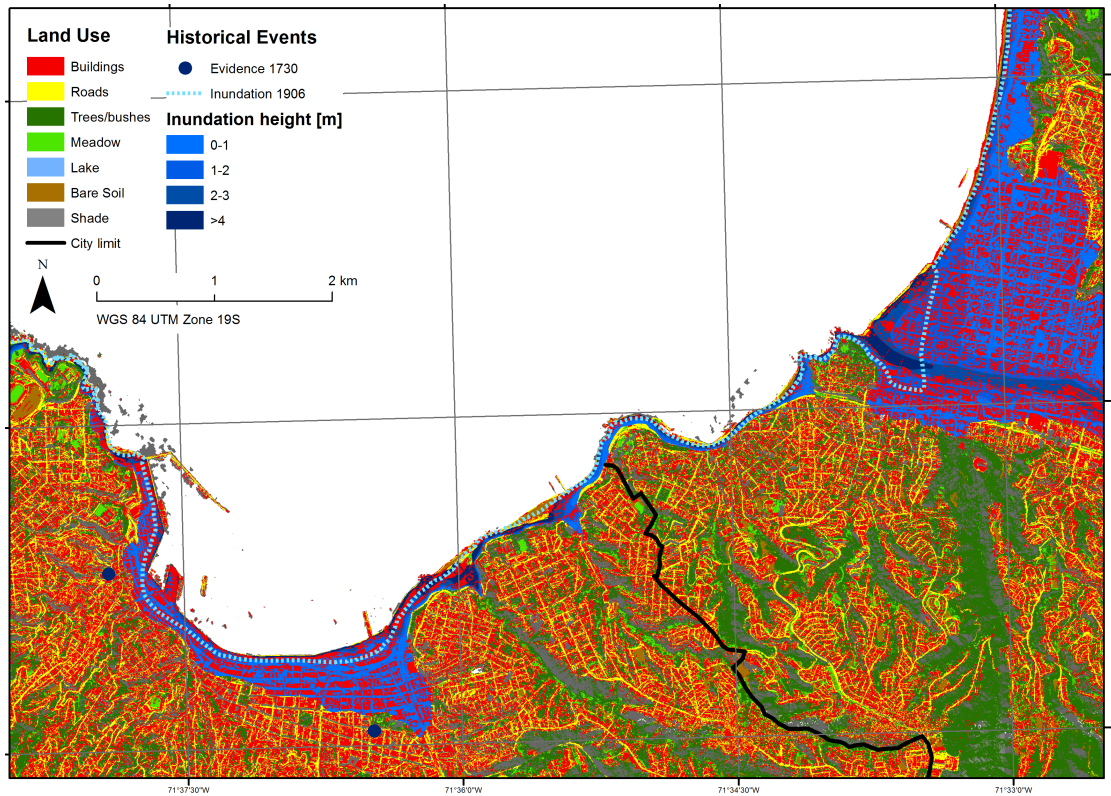 Land Use
Buildings
Roads
Trees/bushes
Meadow
Lake
Bare Soil
Shade
City limit
Historical Events
Evidence 1730
Inundation 1906
Inundation height [m]
0-1
1-2
2-3
>4
N
0 1 2 km
WGS 84 UTM Zone 19S
71°37'30"W 71°36'0"W 71°34'30"W 71°33'0"W